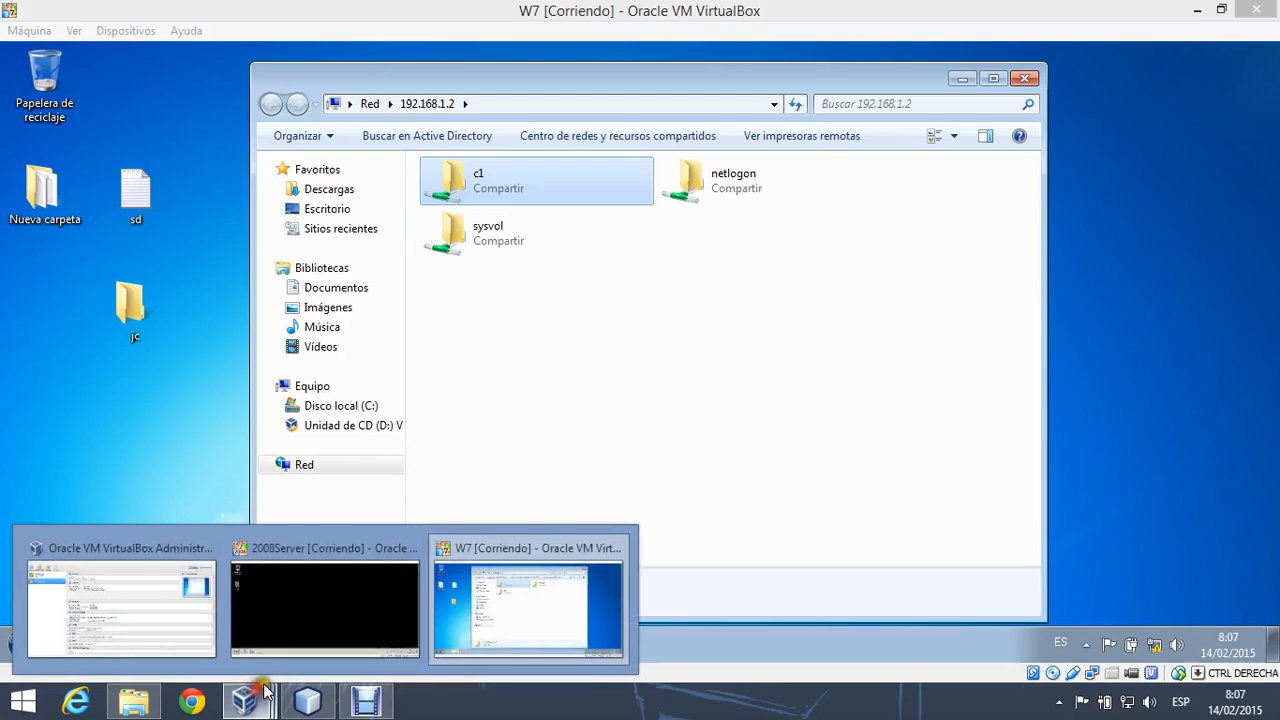 W7 [Corriendo] - Oracle VM VirtualBox
Máquina Ver Dispositivos Ayuda
Papelera de
reciclaje
Nueva carpeta
sd
jc
Red 192.168.1.2
Buscar 192.168.1.2
Organizar Buscar en Active Directory Centro de redes y recursos compartidos Ver impresoras remotas
Favoritos
Descargas
Escritorio
Sitios recientes
Bibliotecas
Documentos
Imágenes
Música
Vídeos
Equipo
Disco local (C:)
Unidad de CD (D:) V
Red
c1
Compartir
netlogon
Compartir
sysvol
Compartir
Oracle VM VirtualBox Administr...
2008Server [Corriendo] - Oracle ...
W7 [Corriendo] - Oracle VM Virt...
ES
8:07
14/02/2015
CTRL DERECHA
ESP
8:07
14/02/2015